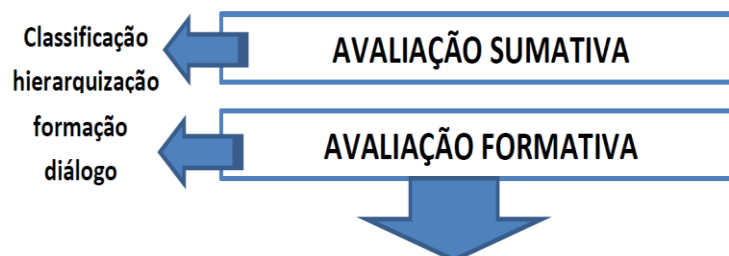 Classificação
hierarquização
AVALIAÇÃO SUMATIVA
formação
diálogo
AVALIAÇÃO FORMATIVA